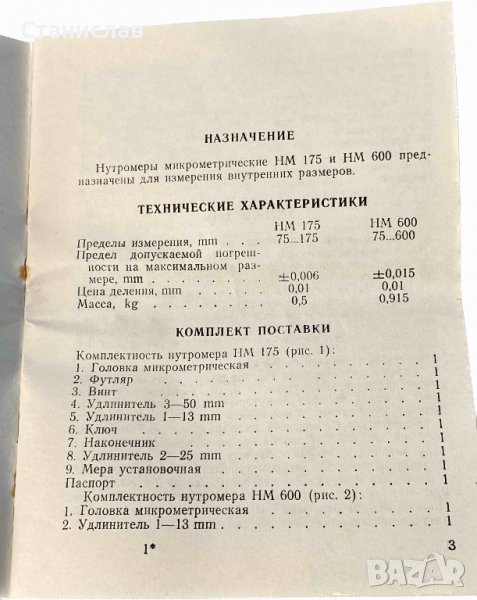 Станислав
НАЗНАЧЕНИЕ
Нутромеры микрометрические НМ 175 и НМ 600 пред-
назначены для измерения внутренних размеров.
ТЕХНИЧЕСКИЕ ХАРАКТЕРИСТИКИ
НМ 175 НМ 600
Пределы измерения, mm . . . 75...175 75...600
Предел допускаемой погреш-
ности на максимальном раз-
мере, mm . . . . . . . ±0,006 ±0,015
Цена деления, mm . . . . . 0,01 0,01
Масса, kg . . . . . . . 0,5 0,915
КОМПЛЕКТ ПОСТАВКИ
Комплектность нутромера НМ 175 (рис. 1):
1. Головка микрометрическая . . . . . . . 1
2. Футляр . . . . . . . . . . . . 1
3. Винт . . . . . . . . . . . . 1
4. Удлинитель 3—50 mm . . . . . . . . 1
5. Удлинитель 1—13 mm . . . . . . . . 1
6. Ключ . . . . . . . . . . . . 1
7. Наконечник . . . . . . . . . . 1
8. Удлинитель 2—25 mm . . . . . . . . 1
9. Мера установочная . . . . . . . . 1
Паспорт . . . . . . . . . . . . 1
Комплектность нутромера НМ 600 (рис. 2):
1. Головка микрометрическая . . . . . . . 1
2. Удлинитель 1—13 mm . . . . . . . . 1
1* 3
BAZAR.BG